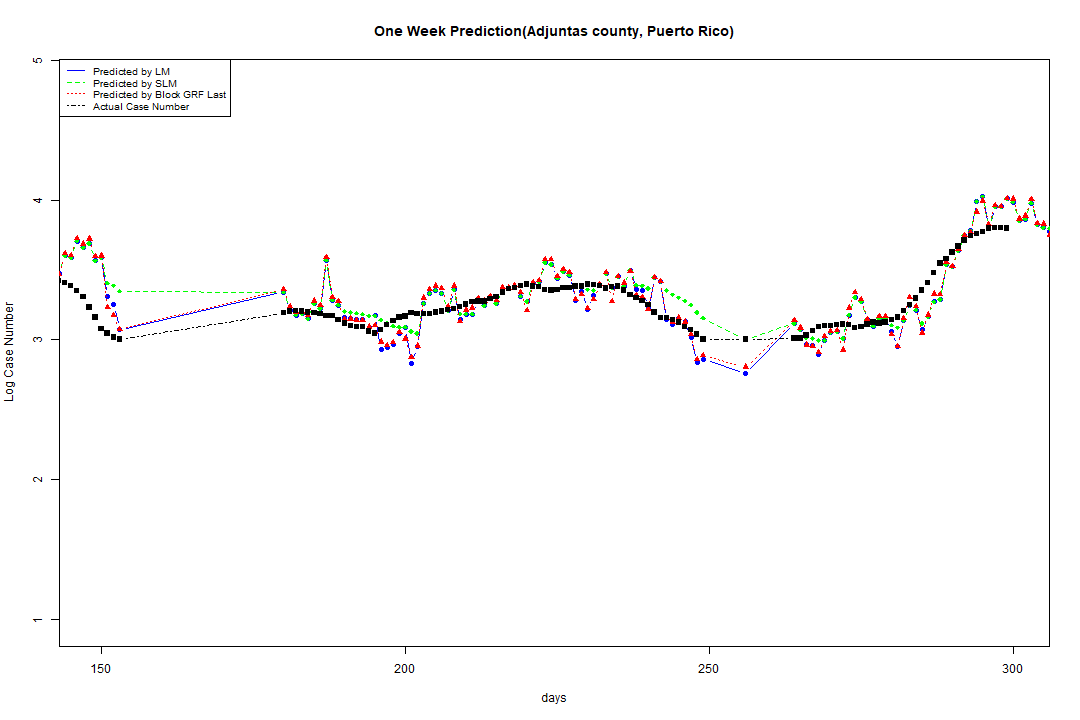 One Week Prediction(Adjuntas county, Puerto Rico)
Predicted by LM
Predicted by SLM
Predicted by Block GRF Last
Actual Case Number
5
4
3
2
1
Log Case Number
150 200 250 300
days